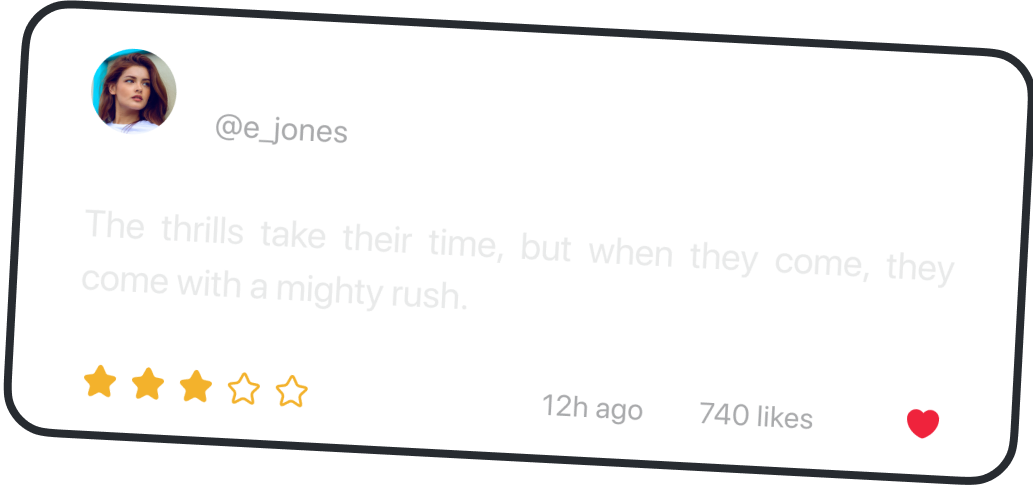 @e_jones
The thrills take their time, but when they come, they
come with a mighty rush.
12h ago 740 likes